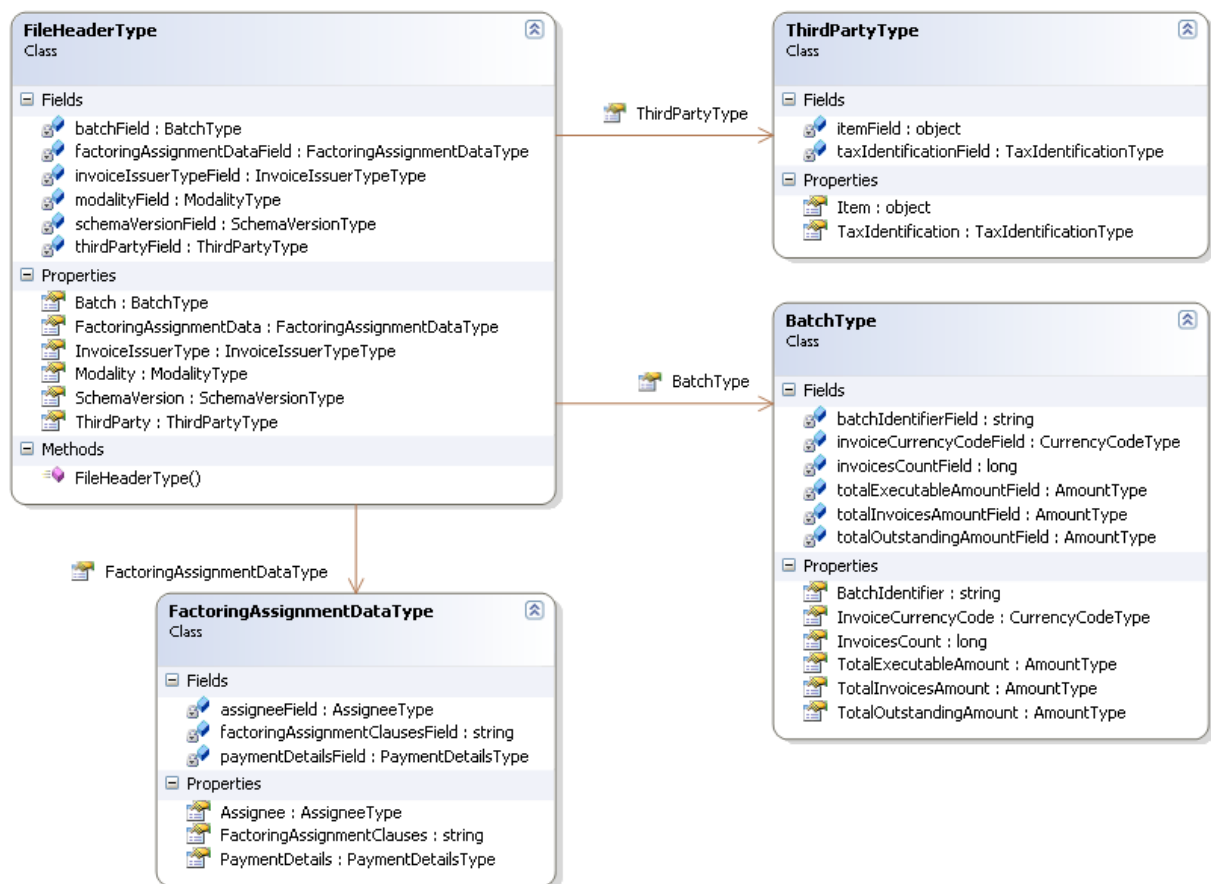 FileHeaderType
Class
Fields
batchField : BatchType
factoringAssignmentDataField : FactoringAssignmentDataType
invoiceIssuerTypeField : InvoiceIssuerTypeType
modalityField : ModalityType
schemaVersionField : SchemaVersionType
thirdPartyField : ThirdPartyType
Properties
Batch : BatchType
FactoringAssignmentData : FactoringAssignmentDataType
InvoiceIssuerType : InvoiceIssuerTypeType
Modality : ModalityType
SchemaVersion : SchemaVersionType
ThirdParty : ThirdPartyType
Methods
FileHeaderType()
ThirdPartyType
ThirdPartyType
Class
Fields
itemField : object
taxIdentificationField : TaxIdentificationType
Properties
Item : object
TaxIdentification : TaxIdentificationType
BatchType
BatchType
Class
Fields
batchIdentifierField : string
invoiceCurrencyCodeField : CurrencyCodeType
invoicesCountField : long
totalExecutableAmountField : AmountType
totalInvoicesAmountField : AmountType
totalOutstandingAmountField : AmountType
Properties
BatchIdentifier : string
InvoiceCurrencyCode : CurrencyCodeType
InvoicesCount : long
TotalExecutableAmount : AmountType
TotalInvoicesAmount : AmountType
TotalOutstandingAmount : AmountType
FactoringAssignmentDataType
FactoringAssignmentDataType
Class
Fields
assigneeField : AssigneeType
factoringAssignmentClausesField : string
paymentDetailsField : PaymentDetailsType
Properties
Assignee : AssigneeType
FactoringAssignmentClauses : string
PaymentDetails : PaymentDetailsType